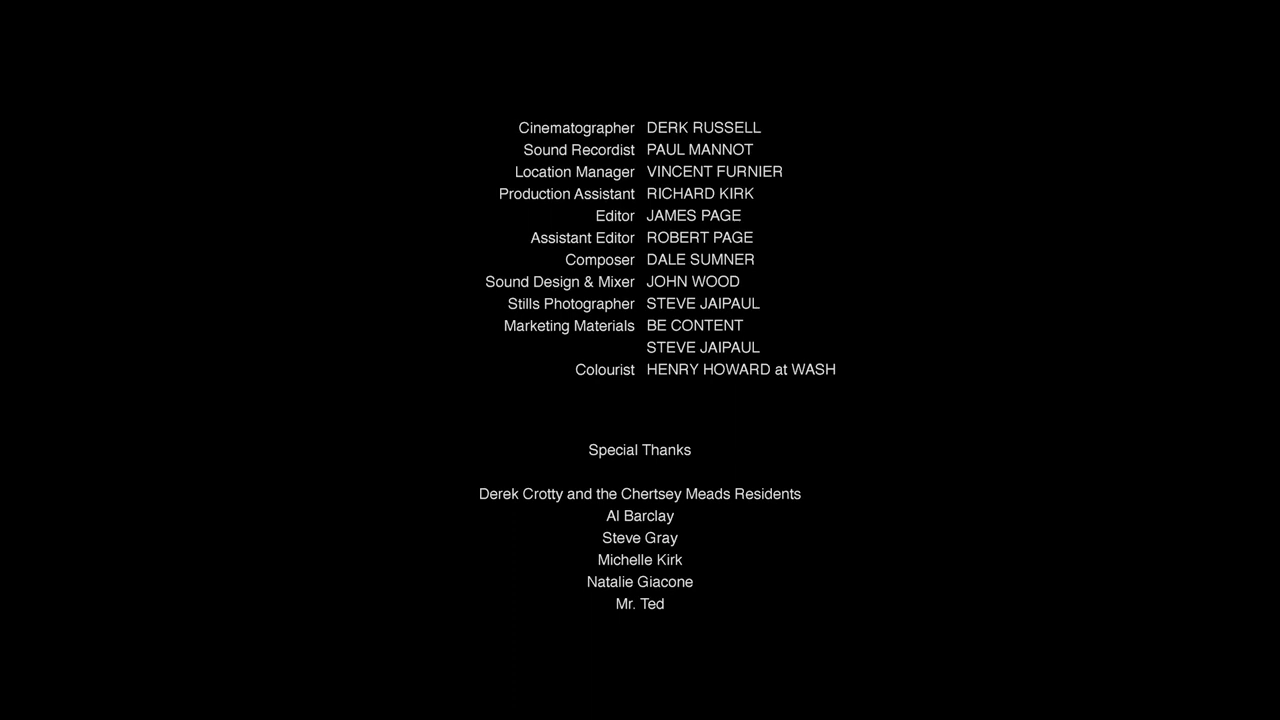 Cinematographer DERK RUSSELL
Sound Recordist PAUL MANNOT
Location Manager VINCENT FURNIER
Production Assistant RICHARD KIRK
Editor JAMES PAGE
Assistant Editor ROBERT PAGE
Composer DALE SUMNER
Sound Design & Mixer JOHN WOOD
Stills Photographer STEVE JAIPAUL
Marketing Materials BE CONTENT
STEVE JAIPAUL
Colourist HENRY HOWARD at WASH
Special Thanks
Derek Crotty and the Chertsey Meads Residents
Al Barclay
Steve Gray
Michelle Kirk
Natalie Giacone
Mr. Ted